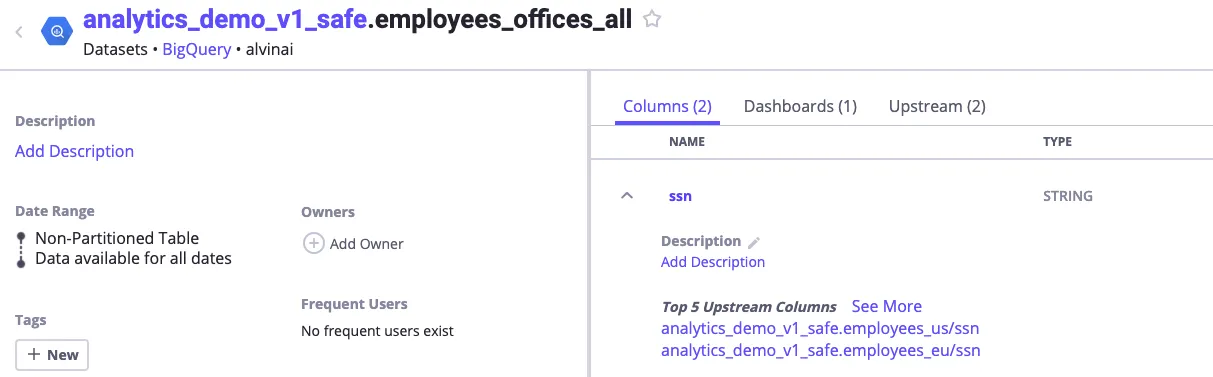 analytics_demo_v1_safe.employees_offices_all
Datasets • BigQuery • alvinai
Description
Add Description
Date Range
Non-Partitioned Table
Data available for all dates
Owners
Add Owner
Frequent Users
No frequent users exist
Tags
+ New
Columns (2) Dashboards (1) Upstream (2)
NAME TYPE
ssn STRING
Description
Add Description
Top 5 Upstream Columns See More
analytics_demo_v1_safe.employees_us/ssn
analytics_demo_v1_safe.employees_eu/ssn